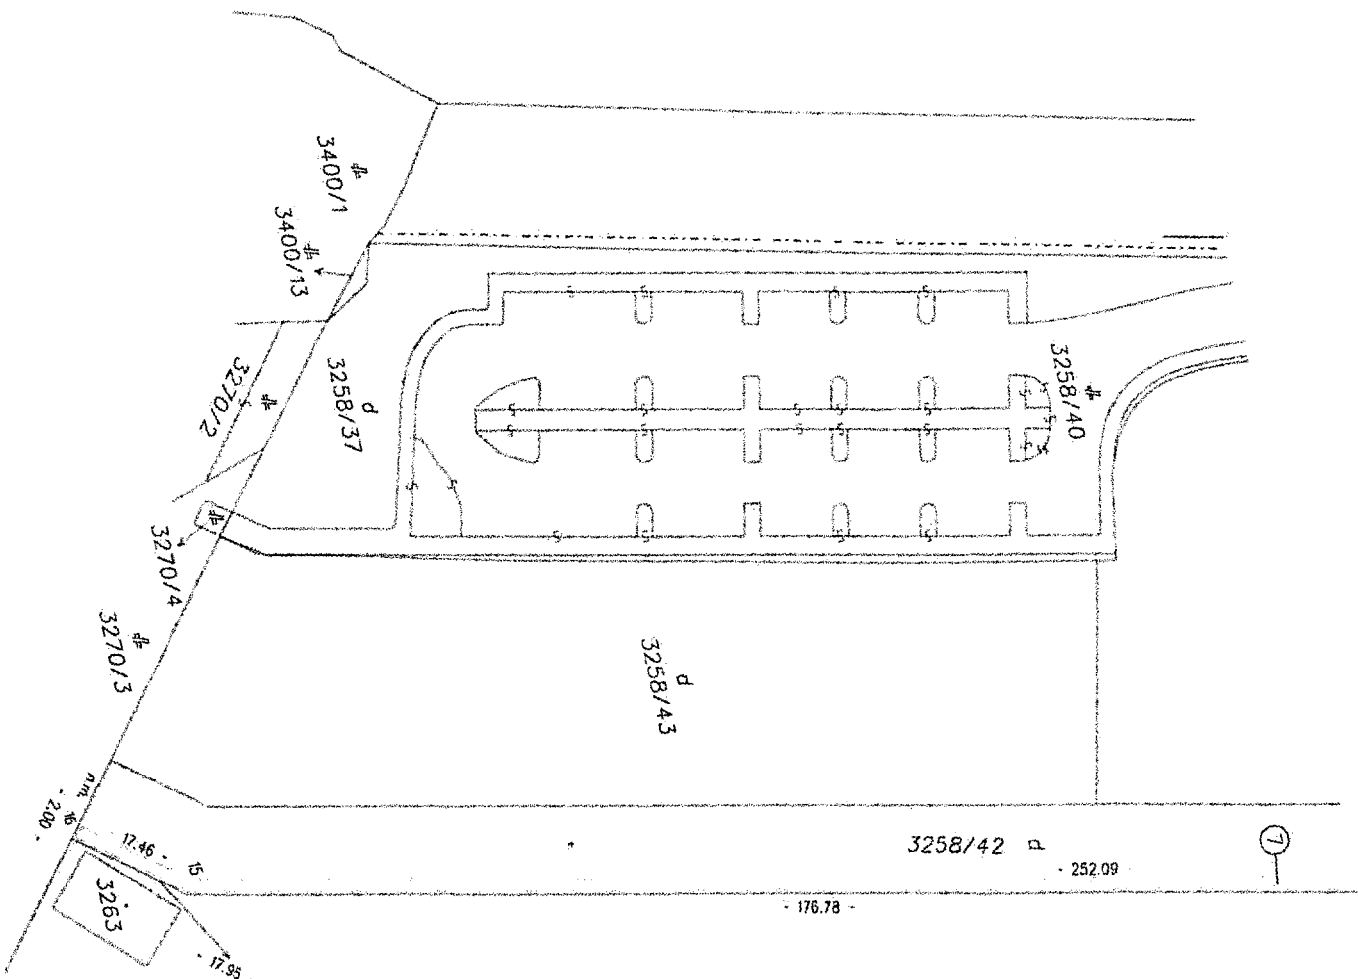 3400/1
3400/13
3270/2
d
3258/37
3258/40
3270/4
3270/3
d
3258/43
n.m.
16
- 2.00 -
- 17.46 -
15
3263
- 17.95 -
3258/42 d
- 252.09
- 176.78 -
7